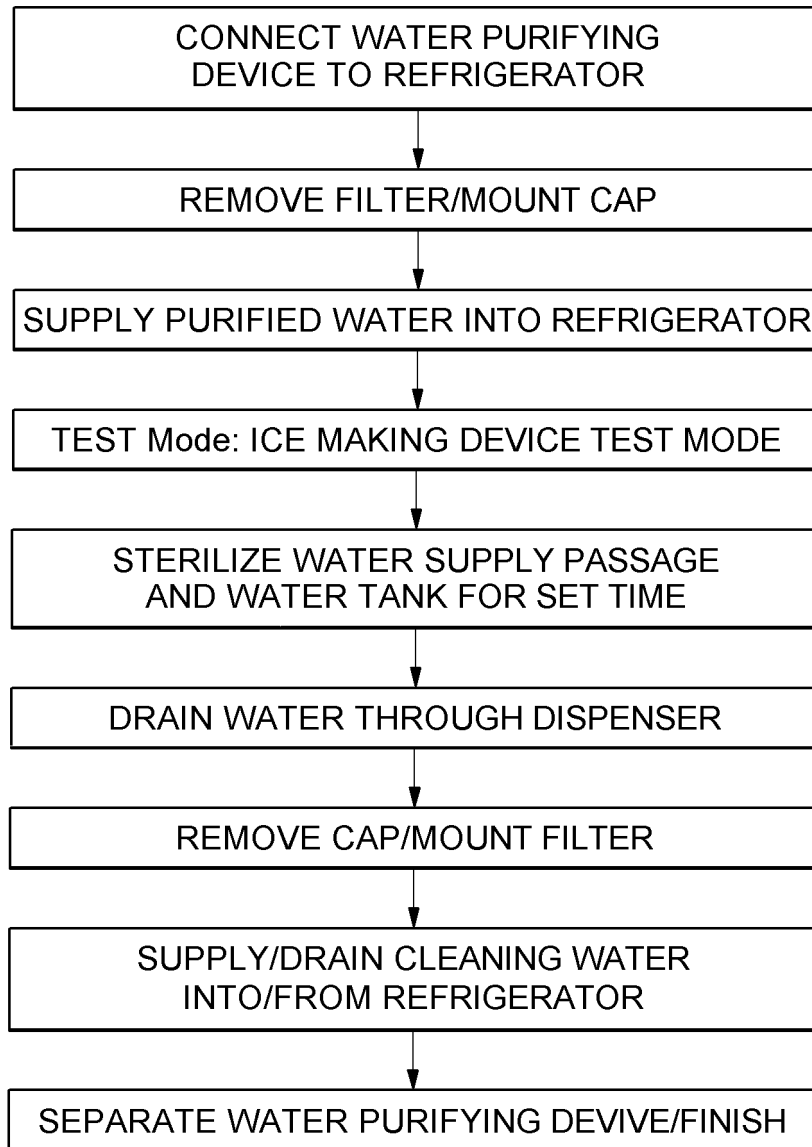 CONNECT WATER PURIFYING
DEVICE TO REFRIGERATOR
REMOVE FILTER/MOUNT CAP
SUPPLY PURIFIED WATER INTO REFRIGERATOR
TEST Mode: ICE MAKING DEVICE TEST MODE
STERILIZE WATER SUPPLY PASSAGE
AND WATER TANK FOR SET TIME
DRAIN WATER THROUGH DISPENSER
REMOVE CAP/MOUNT FILTER
SUPPLY/DRAIN CLEANING WATER
INTO/FROM REFRIGERATOR
SEPARATE WATER PURIFYING DEVIVE/FINISH